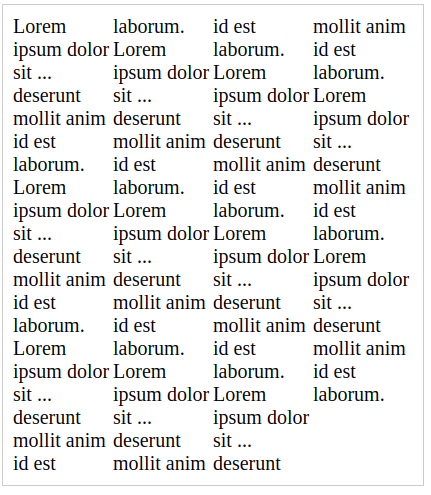 Lorem
ipsum dolor
sit ...
deserunt
mollit anim
id est
laborum.
Lorem
ipsum dolor
sit ...
deserunt
mollit anim
id est
laborum.
Lorem
ipsum dolor
sit ...
deserunt
mollit anim
id est
laborum.
Lorem
ipsum dolor
sit ...
deserunt
mollit anim
id est
laborum.
Lorem
ipsum dolor
sit ...
deserunt
mollit anim
id est
laborum.
Lorem
ipsum dolor
sit ...
deserunt
mollit anim
id est
laborum.
Lorem
ipsum dolor
sit ...
deserunt
mollit anim
id est
laborum.
Lorem
ipsum dolor
sit ...
deserunt
mollit anim
id est
laborum.
Lorem
ipsum dolor
sit ...
deserunt
mollit anim
id est
laborum.
Lorem
ipsum dolor
sit ...
deserunt
mollit anim
id est
laborum.
Lorem
ipsum dolor
sit ...
deserunt
mollit anim
id est
laborum.